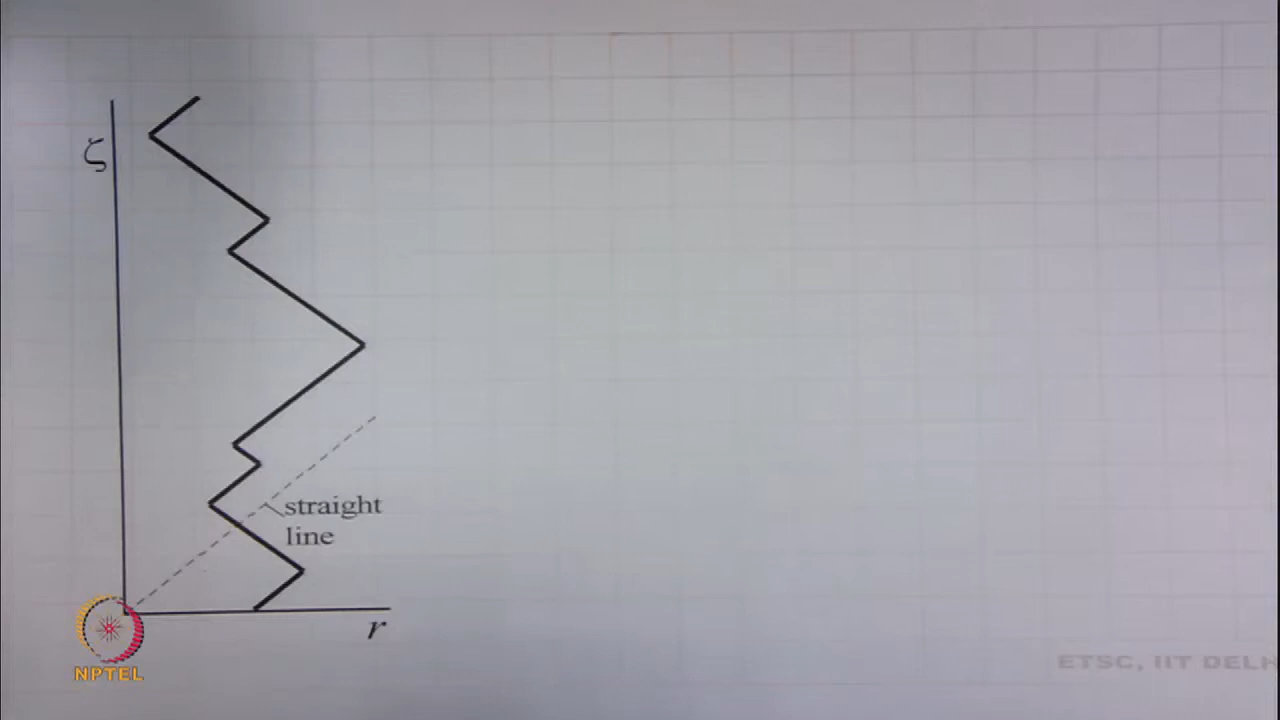 ζ
straight
line
r
NPTEL
ETSC, IIT DELH